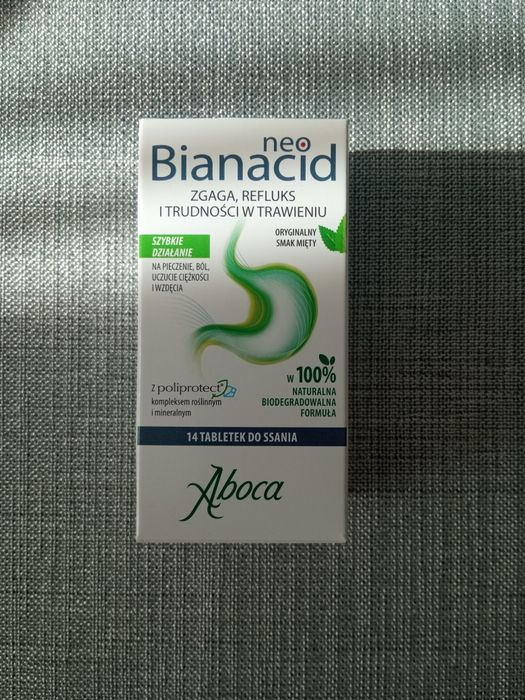 neo
Bianacid
ZGAGA, REFLUKS
I TRUDNOŚCI W TRAWIENIU
ORYGINALNY
SMAK MIĘTY
SZYBKIE
DZIAŁANIE
NA PIECZENIE, BÓL,
UCZUCIE CIĘŻKOŚCI
I WZDĘCIA
W 100%
NATURALNA
BIODEGRADOWALNA
FORMUŁA
Z poliprotect
kompleksem roślinnym
i mineralnym
14 TABLETEK DO SSANIA
Aboca